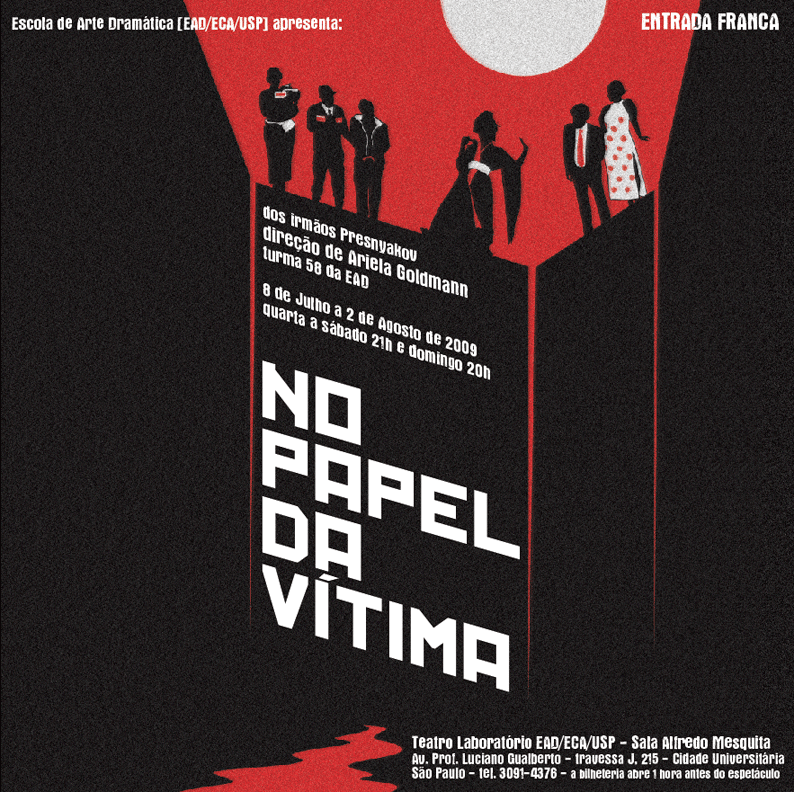 Escola de Arte Dramática [EAD/ECA/USP] apresenta:
ENTRADA FRANCA
dos irmãos Presnyakov
direção de Ariela Goldmann
turma 58 da EAD
8 de Julho a 2 de Agosto de 2009
quarta a sábado 21h e domingo 20h
NO
PAPEL
DA
VÍTIMA
Teatro Laboratório EAD/ECA/USP - Sala Alfredo Mesquita
Av. Prof. Luciano Gualberto - travessa J, 215 - Cidade Universitária
São Paulo - tel. 3091-4376 - a bilheteria abre 1 hora antes do espetáculo